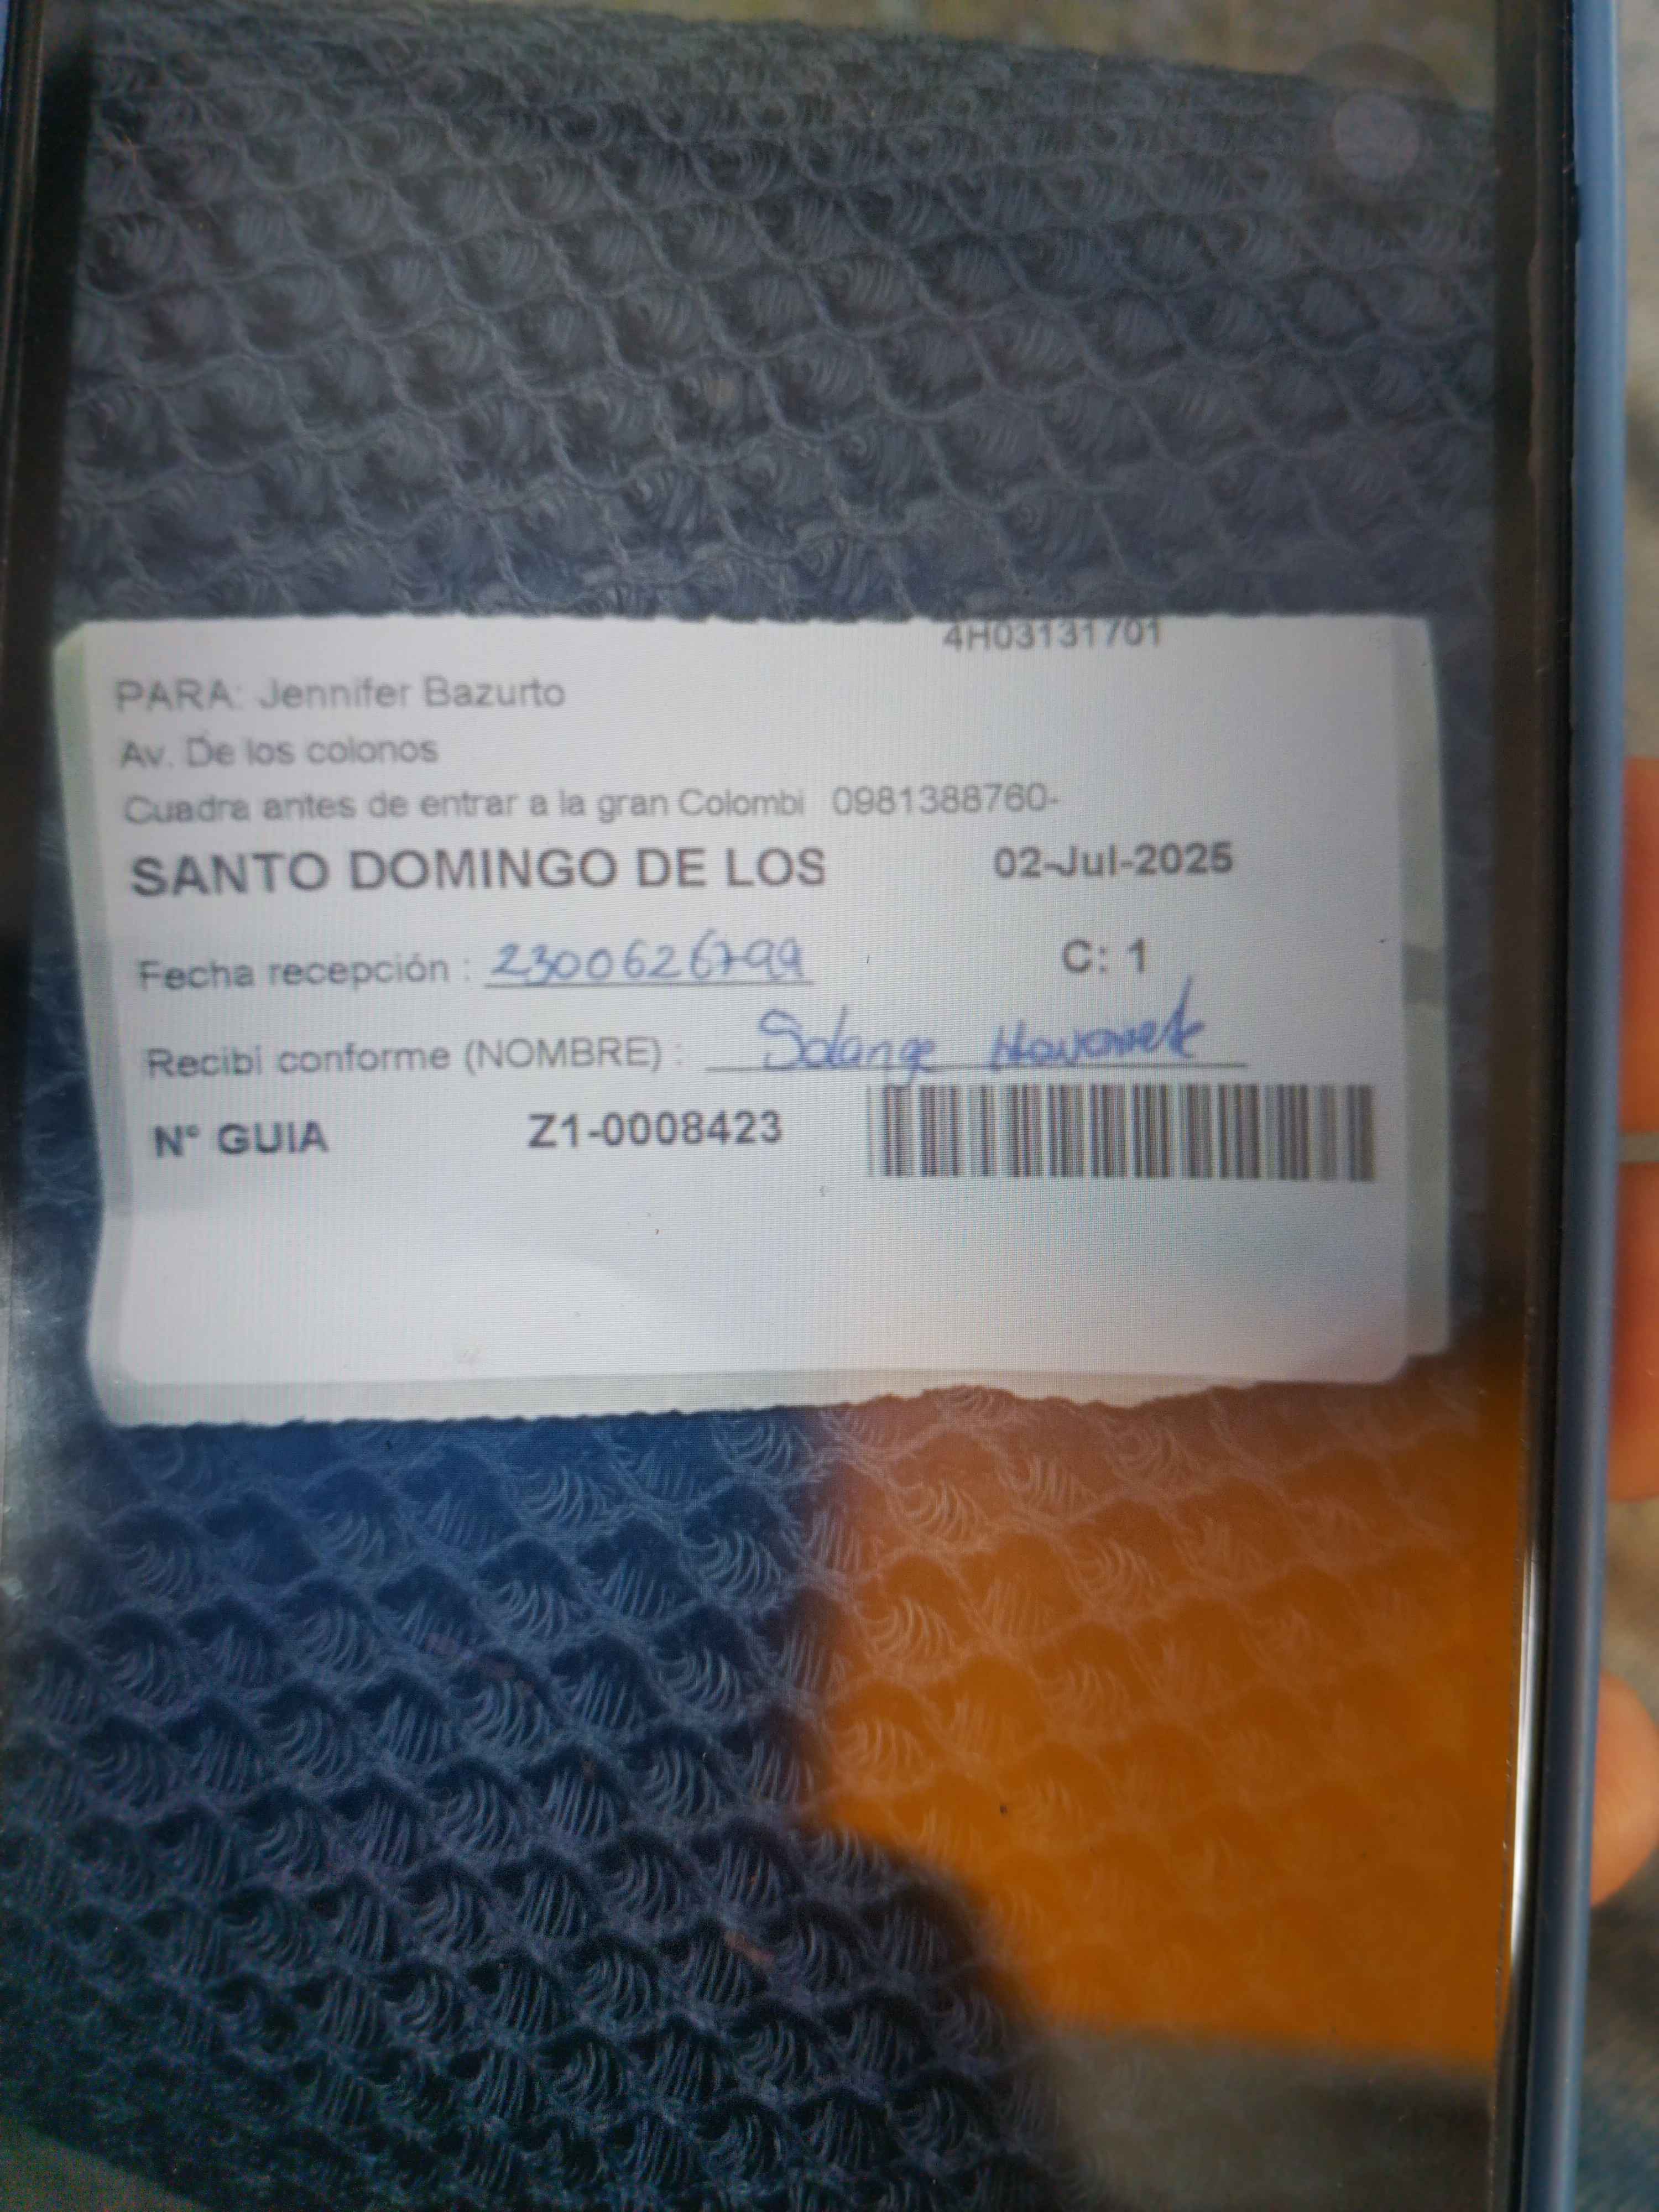 4H03131701
PARA: Jennifer Bazurto
Av. De los colonos
Cuadra antes de entrar a la gran Colombi 0981388760-
SANTO DOMINGO DE LOS 02-Jul-2025
Fecha recepción : 2300626799 C: 1
Recibi conforme (NOMBRE) : Solange
N° GUIA Z1-0008423